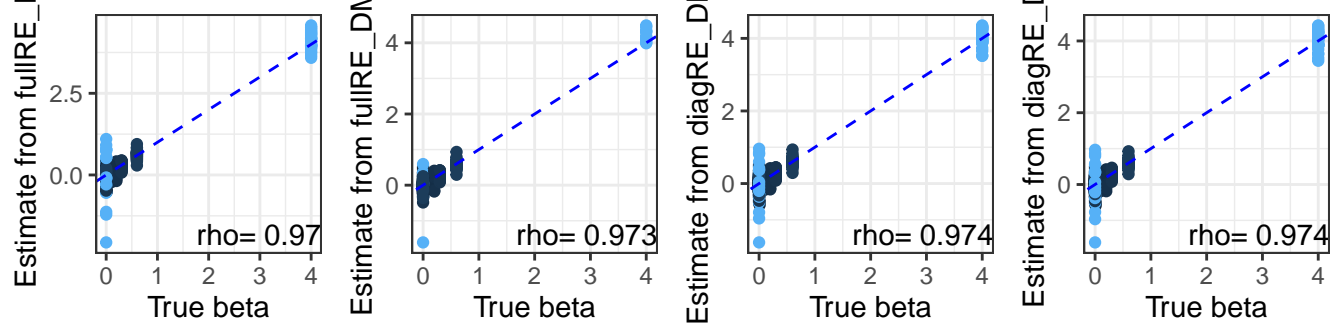 Estimate from fullRE_
2.5
0.0
rho= 0.97
0 1 2 3 4
True beta
Estimate from fullRE_DM
4
2
0
rho= 0.973
0 1 2 3 4
True beta
Estimate from diagRE_D
4
2
0
rho= 0.974
0 1 2 3 4
True beta
Estimate from diagRE_D
4
2
0
rho= 0.974
0 1 2 3 4
True beta